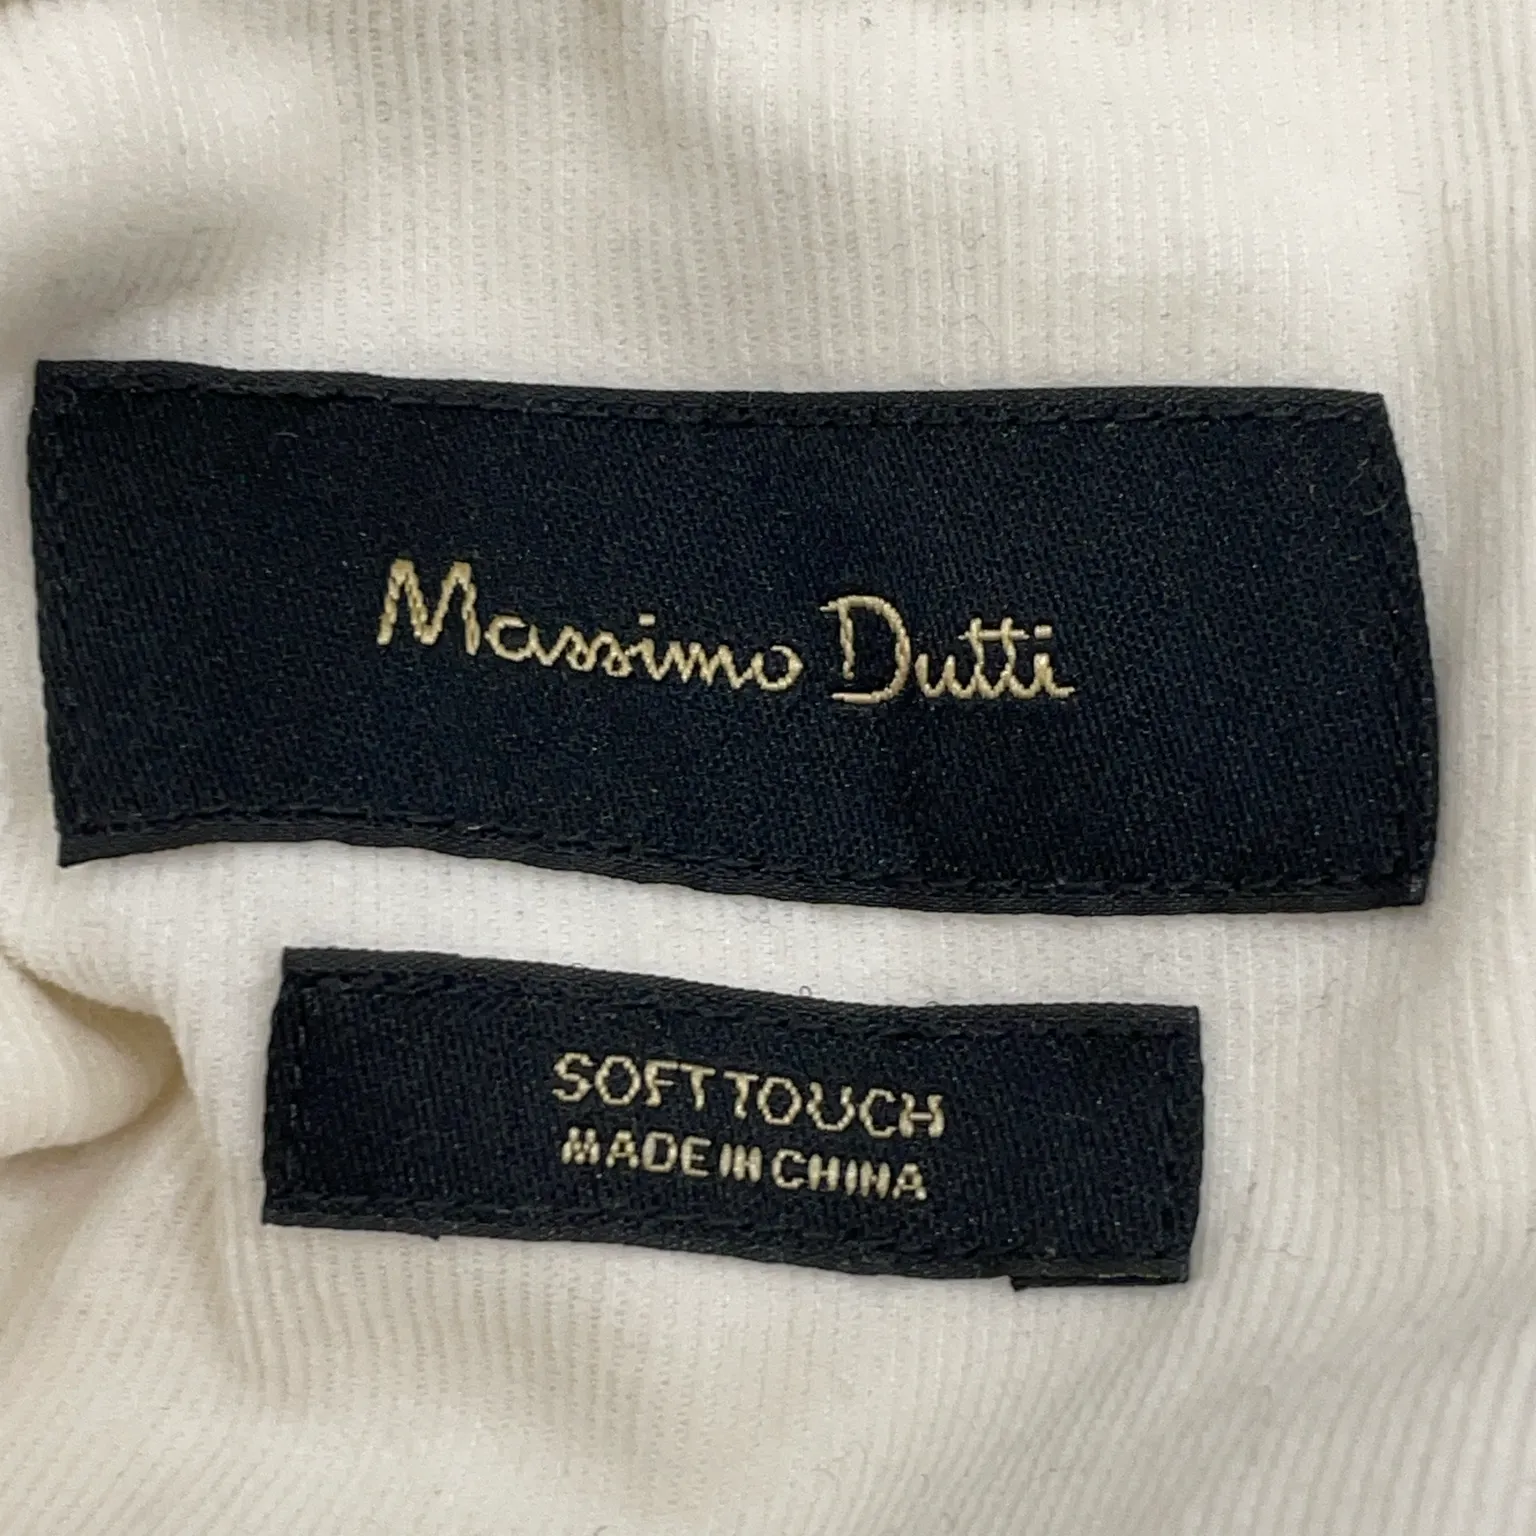 Massimo Dutti
SOFT TOUCH
MADE IN CHINA